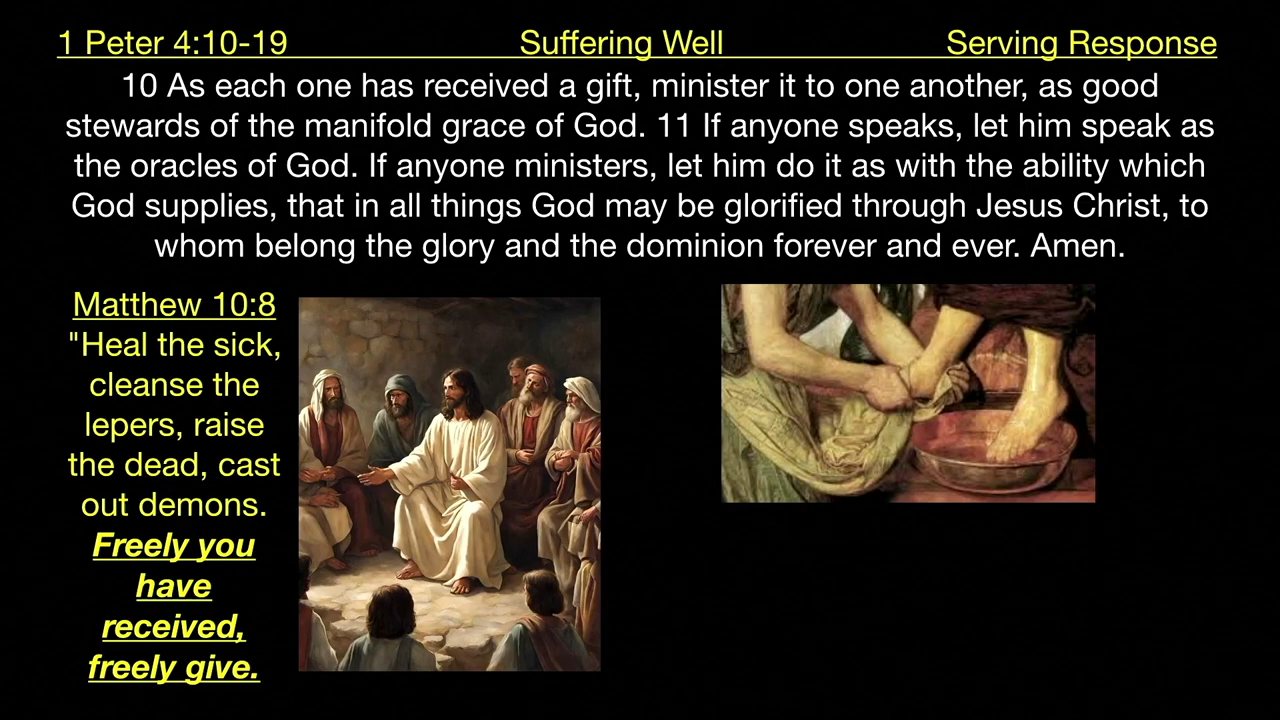 1 Peter 4:10-19 Suffering Well Serving Response
10 As each one has received a gift, minister it to one another, as good
stewards of the manifold grace of God. 11 If anyone speaks, let him speak as
the oracles of God. If anyone ministers, let him do it as with the ability which
God supplies, that in all things God may be glorified through Jesus Christ, to
whom belong the glory and the dominion forever and ever. Amen.
Matthew 10:8
"Heal the sick,
cleanse the
lepers, raise
the dead, cast
out demons.
Freely you
have
received,
freely give.